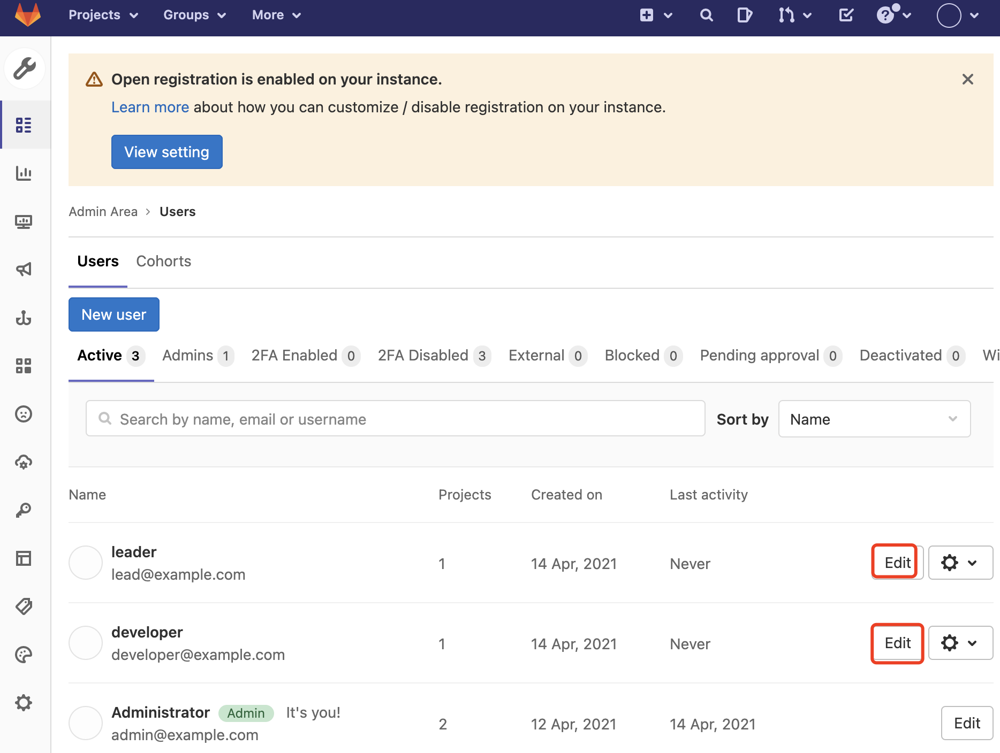 Projects Groups More
Open registration is enabled on your instance.
Learn more about how you can customize / disable registration on your instance.
View setting
Admin Area > Users
Users Cohorts
New user
Active 3 Admins 1 2FA Enabled 0 2FA Disabled 3 External 0 Blocked 0 Pending approval 0 Deactivated 0 Wi
Search by name, email or username Sort by Name
Name Projects Created on Last activity
leader
lead@example.com 1 14 Apr, 2021 Never Edit
developer
developer@example.com 1 14 Apr, 2021 Never Edit
Administrator Admin It's you!
admin@example.com 2 12 Apr, 2021 14 Apr, 2021 Edit